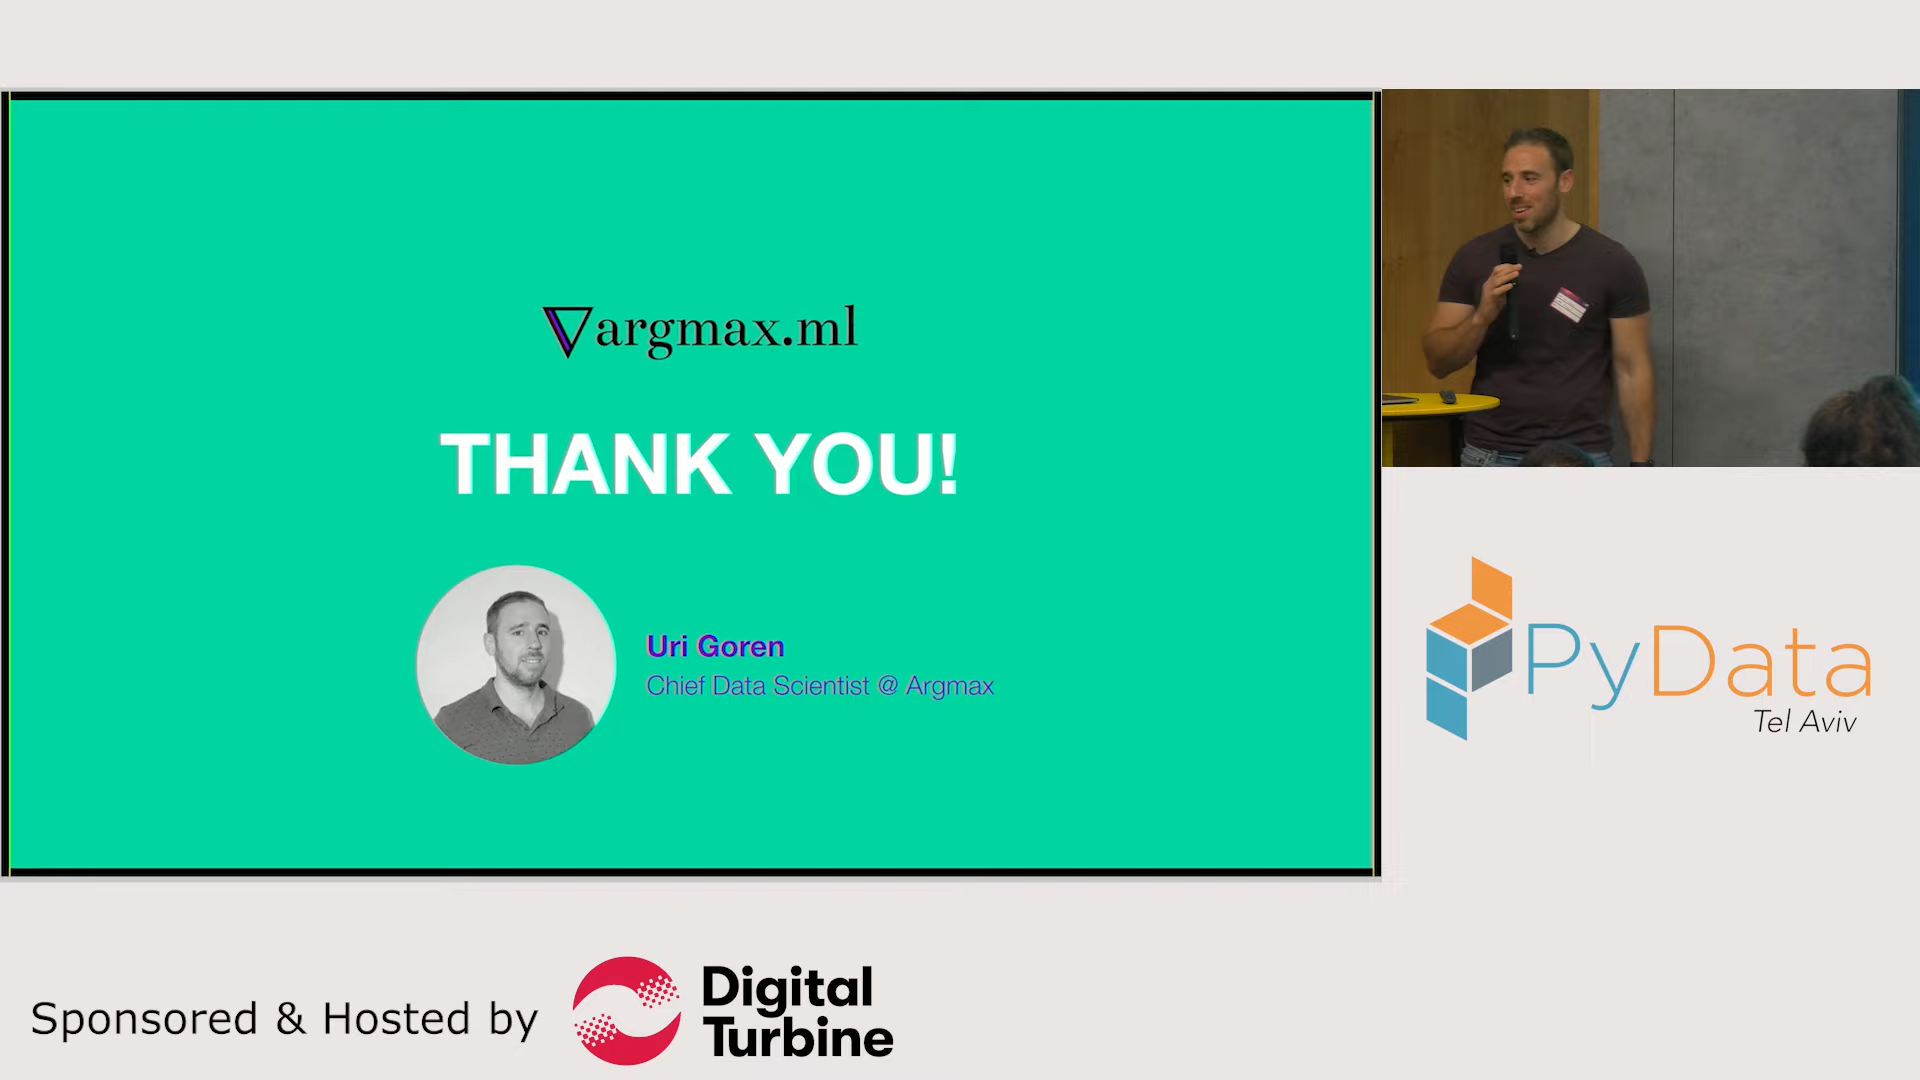 argmax.ml
THANK YOU!
Uri Goren
Chief Data Scientist @ Argmax
PyData
Tel Aviv
Sponsored & Hosted by
Digital
Turbine